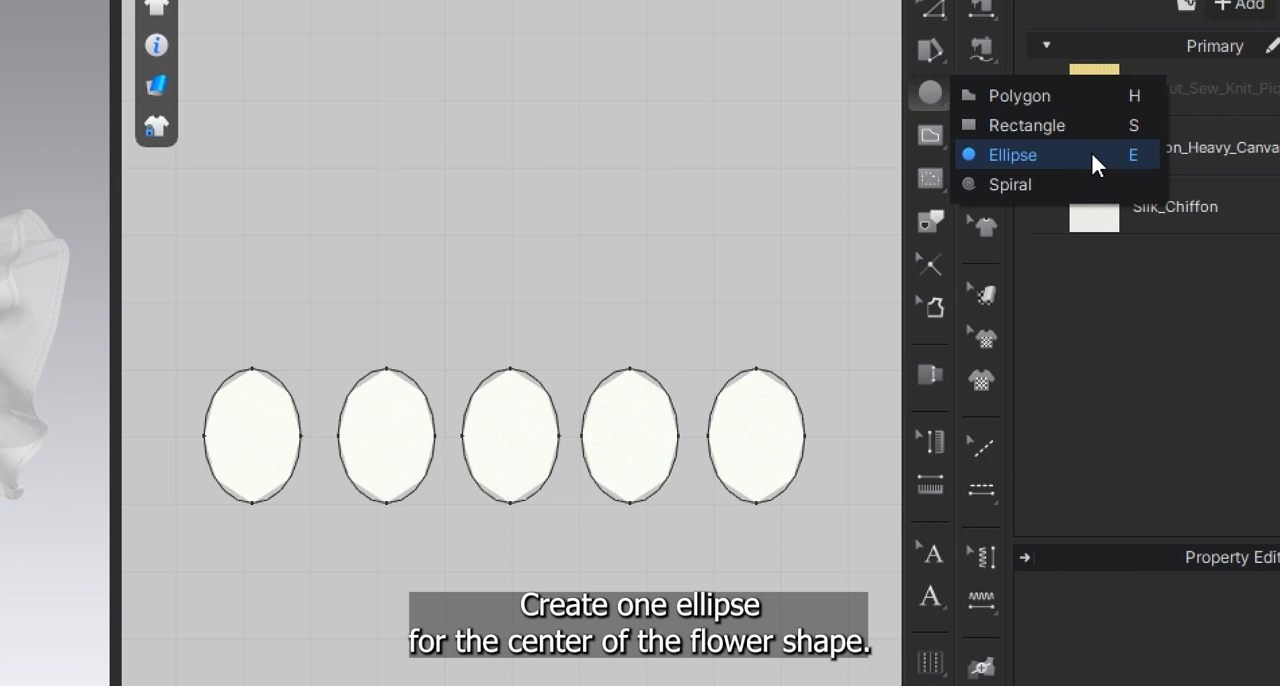 Add
Primary
Polygon H
Rectangle S
Ellipse E
Spiral
ut_Sew_Knit_Piq
on_Heavy_Canva
Silk_Chiffon
A
A
Property Edit
Create one ellipse
for the center of the flower shape.